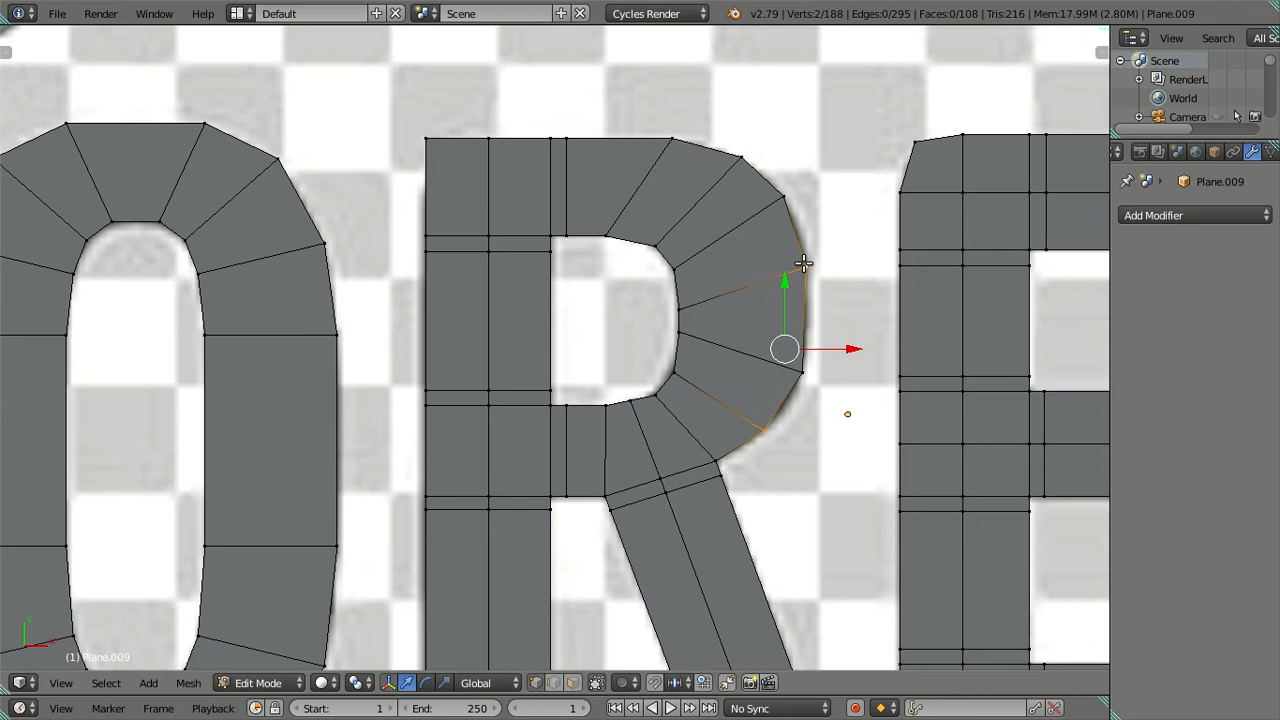 File Render Window Help Default Scene Cycles Render v2.79 | Verts:2/188 | Edges:0/295 | Faces:0/108 | Tris:216 | Mem:17.99M (2.80M) | Plane.009
View Search All Sc
Scene
RenderL
World
Camera
Plane.009
Add Modifier
(1) Plane.009
View Select Add Mesh Edit Mode Global
View Marker Frame Playback Start: 1 End: 250 1 No Sync